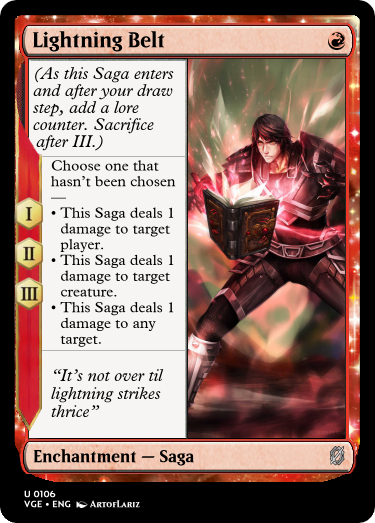 Lightning Belt
(As this Saga enters
and after your draw
step, add a lore
counter. Sacrifice
after III.)
I
II
III
Choose one that
hasn't been chosen
—
• This Saga deals 1
damage to target
player.
• This Saga deals 1
damage to target
creature.
• This Saga deals 1
damage to any
target.
"It's not over til
lightning strikes
thrice"
Enchantment — Saga
U 0106
VGE • ENG ArtofLariz